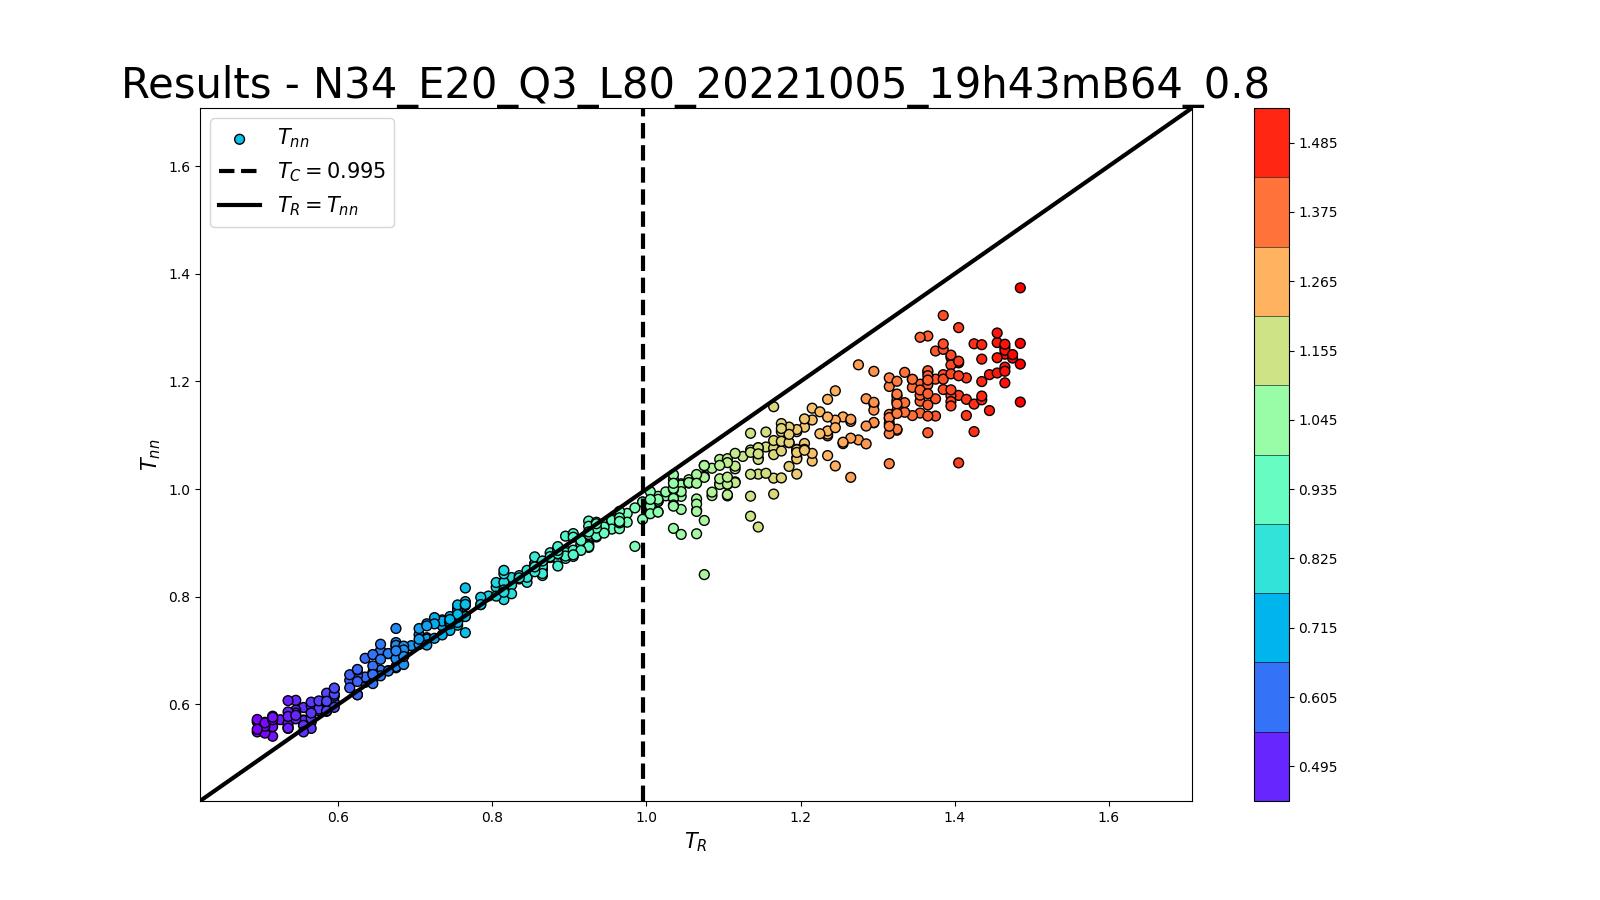 Results - N34_E20_Q3_L80_20221005_19h43mB64_0.8
T_nn
T_C = 0.995
T_R = T_nn
1.6
1.4
1.2
1.0
0.8
0.6
T_nn
0.6 0.8 1.0 1.2 1.4 1.6
T_R
1.485
1.375
1.265
1.155
1.045
0.935
0.825
0.715
0.605
0.495